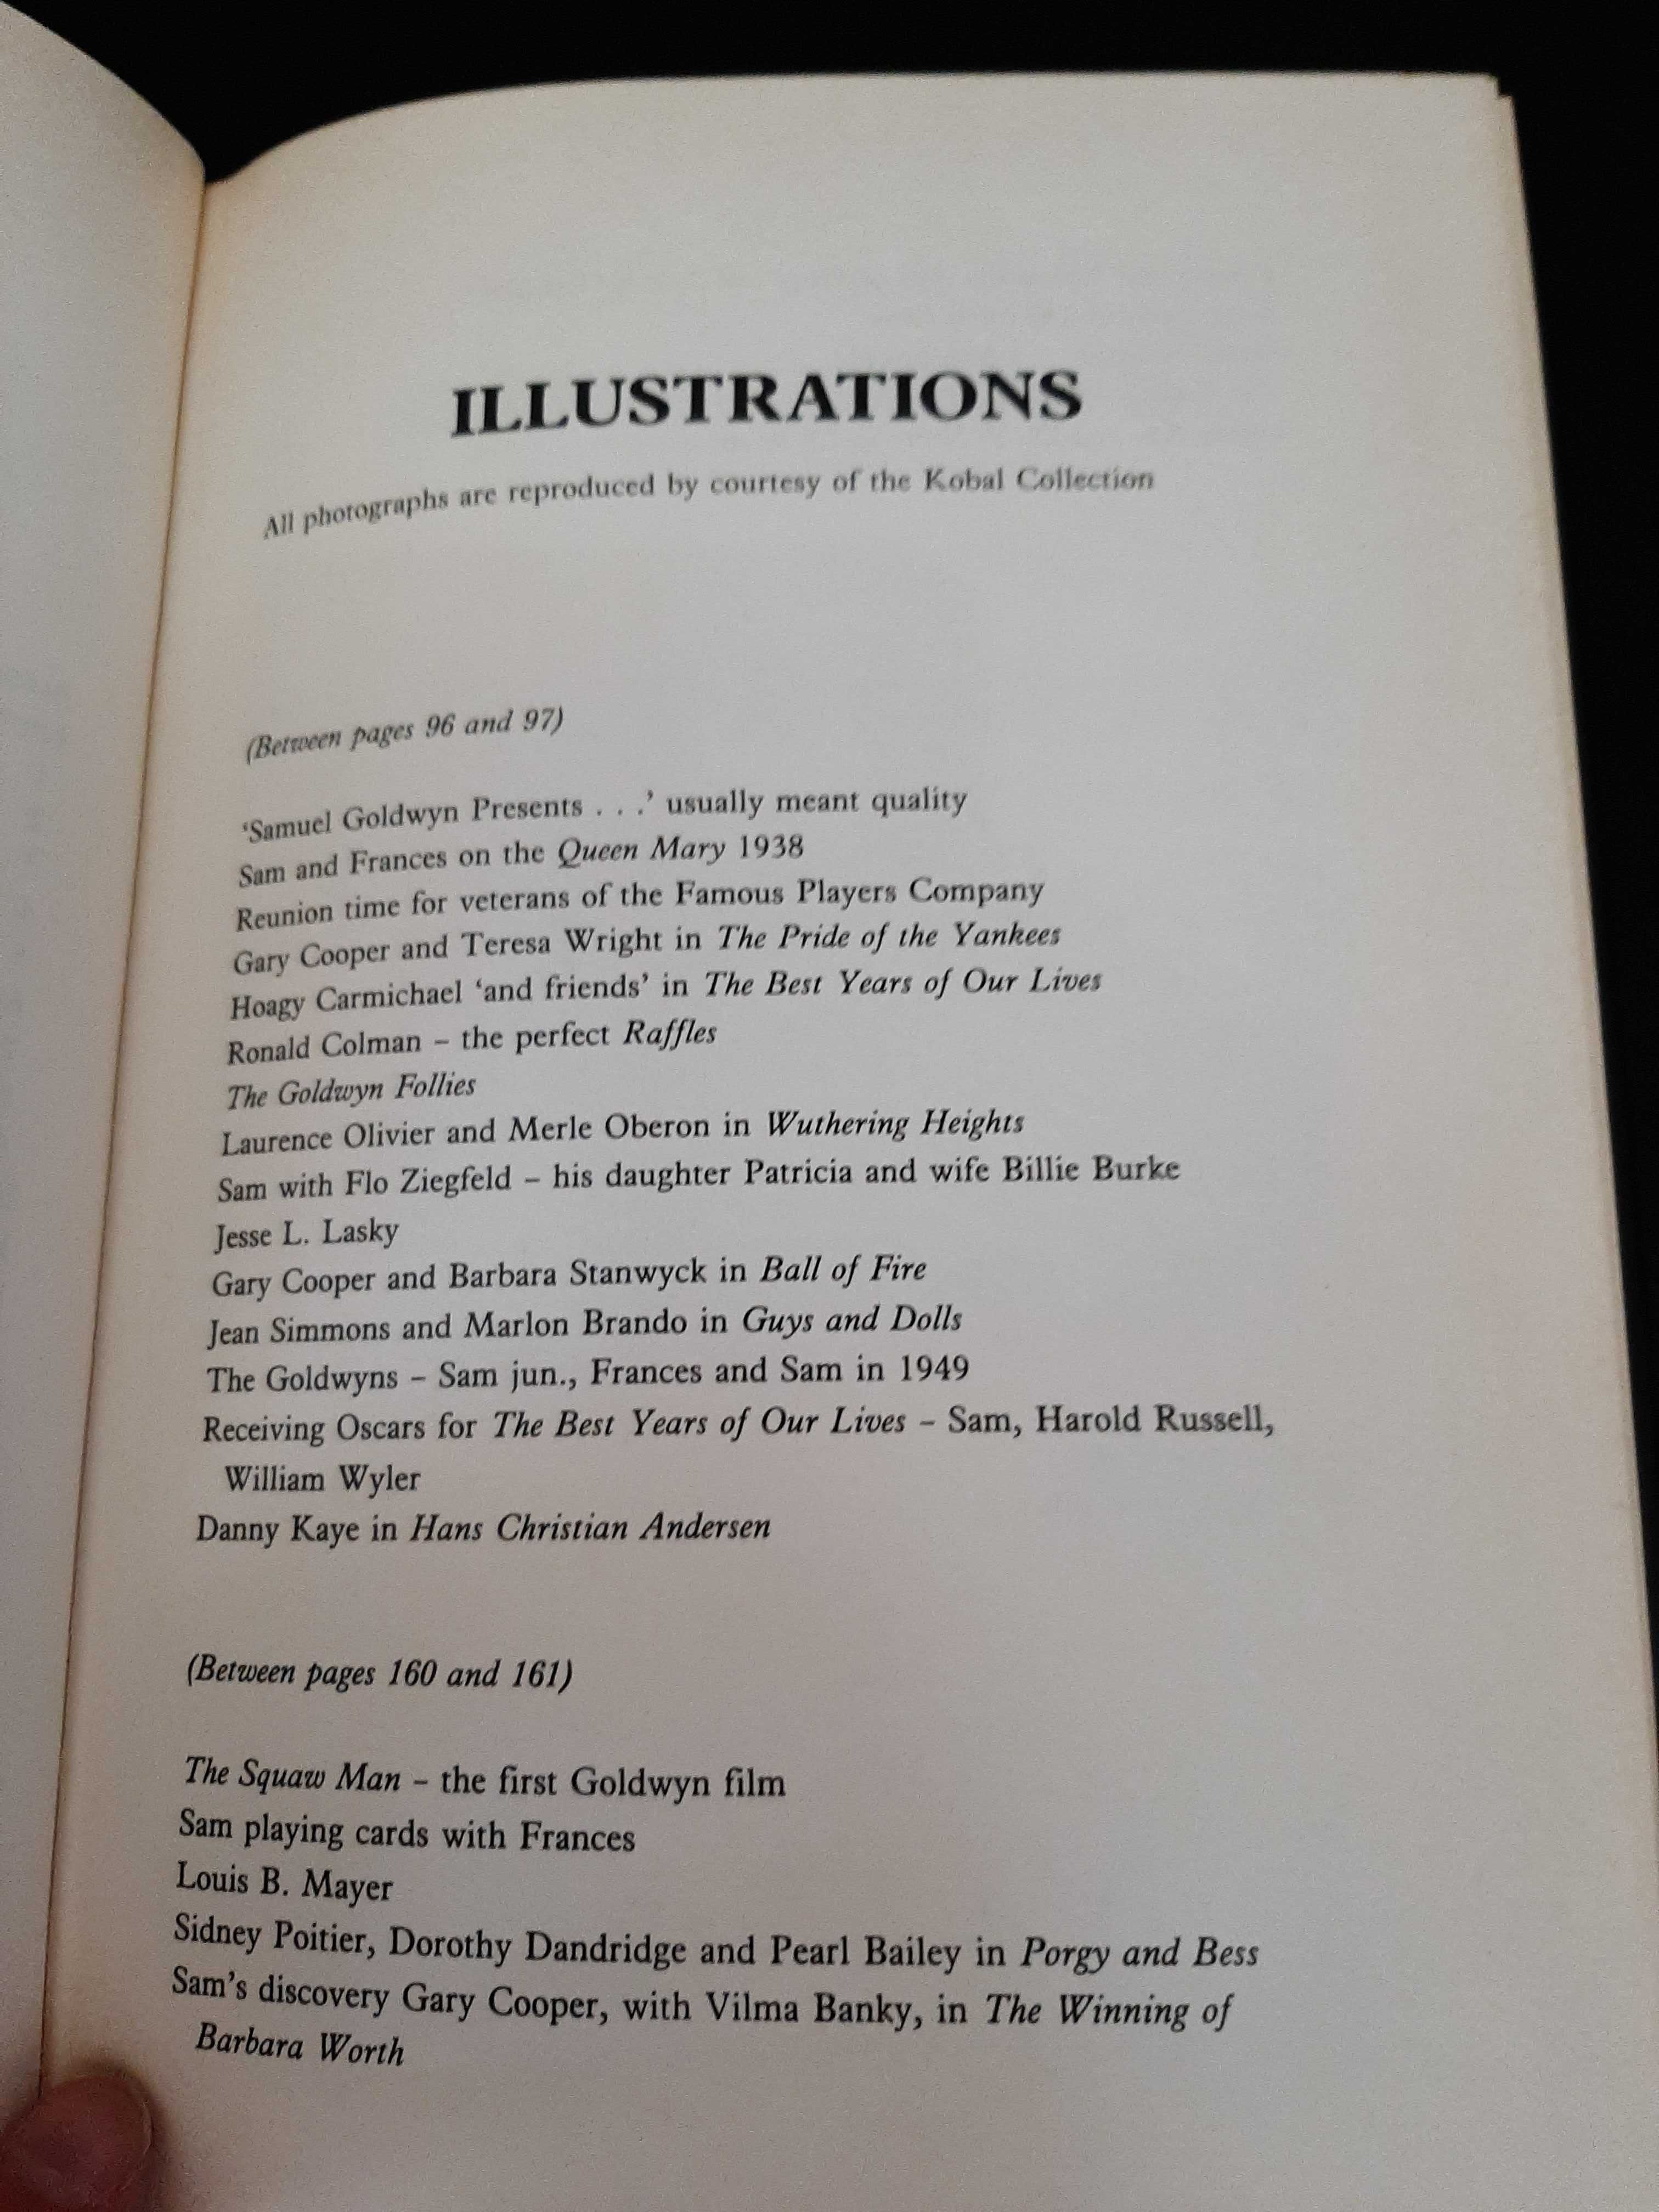 ILLUSTRATIONS
All photographs are reproduced by courtesy of the Kobal Collection
(Between pages 96 and 97)
‘Samuel Goldwyn Presents . . .’ usually meant quality
Sam and Frances on the Queen Mary 1938
Reunion time for veterans of the Famous Players Company
Gary Cooper and Teresa Wright in The Pride of the Yankees
Hoagy Carmichael ‘and friends’ in The Best Years of Our Lives
Ronald Colman – the perfect Raffles
The Goldwyn Follies
Laurence Olivier and Merle Oberon in Wuthering Heights
Sam with Flo Ziegfeld – his daughter Patricia and wife Billie Burke
Jesse L. Lasky
Gary Cooper and Barbara Stanwyck in Ball of Fire
Jean Simmons and Marlon Brando in Guys and Dolls
The Goldwyns – Sam jun., Frances and Sam in 1949
Receiving Oscars for The Best Years of Our Lives – Sam, Harold Russell,
William Wyler
Danny Kaye in Hans Christian Andersen
(Between pages 160 and 161)
The Squaw Man – the first Goldwyn film
Sam playing cards with Frances
Louis B. Mayer
Sidney Poitier, Dorothy Dandridge and Pearl Bailey in Porgy and Bess
Sam’s discovery Gary Cooper, with Vilma Banky, in The Winning of
Barbara Worth